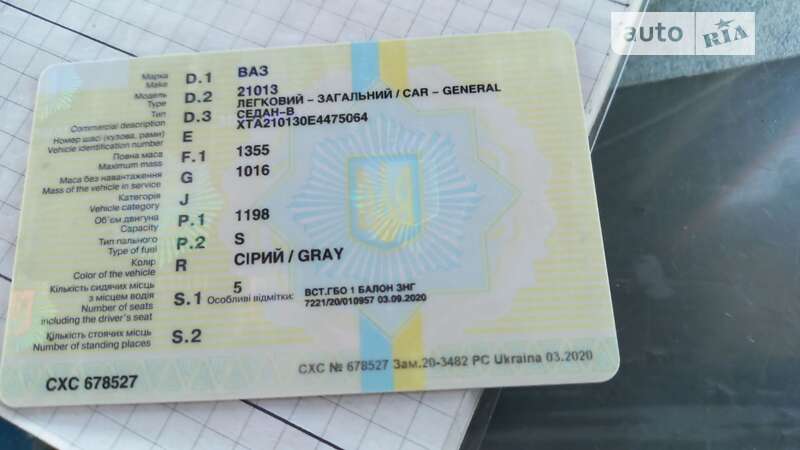 auto RIA
Марка
Make D.1 ВАЗ
Модель
Type D.2 21013
ЛЕГКОВИЙ – ЗАГАЛЬНИЙ / CAR – GENERAL
Тип
Commercial description D.3 СЕДАН-В
Номер шасі (кузова, рами)
Vehicle identification number E XTA210130E4475064
Повна маса
Maximum mass F.1 1355
Маса без навантаження
Mass of the vehicle in service G 1016
Категорія
Vehicle category J
Об'єм двигуна
Capacity P.1 1198
Тип пального
Type of fuel P.2 S
Колір
Color of the vehicle R СІРИЙ / GRAY
Кількість сидячих місць
з місцем водія
Number of seats
including the driver's seat S.1 5
Особливі відмітки: ВСТ.ГБО 1 БАЛОН ЗНГ
7221/20/010957 03.09.2020
Кількість стоячих місць
Number of standing places S.2
СХС № 678527 Зам.20-3482 РС Ukraina 03.2020
СХС 678527